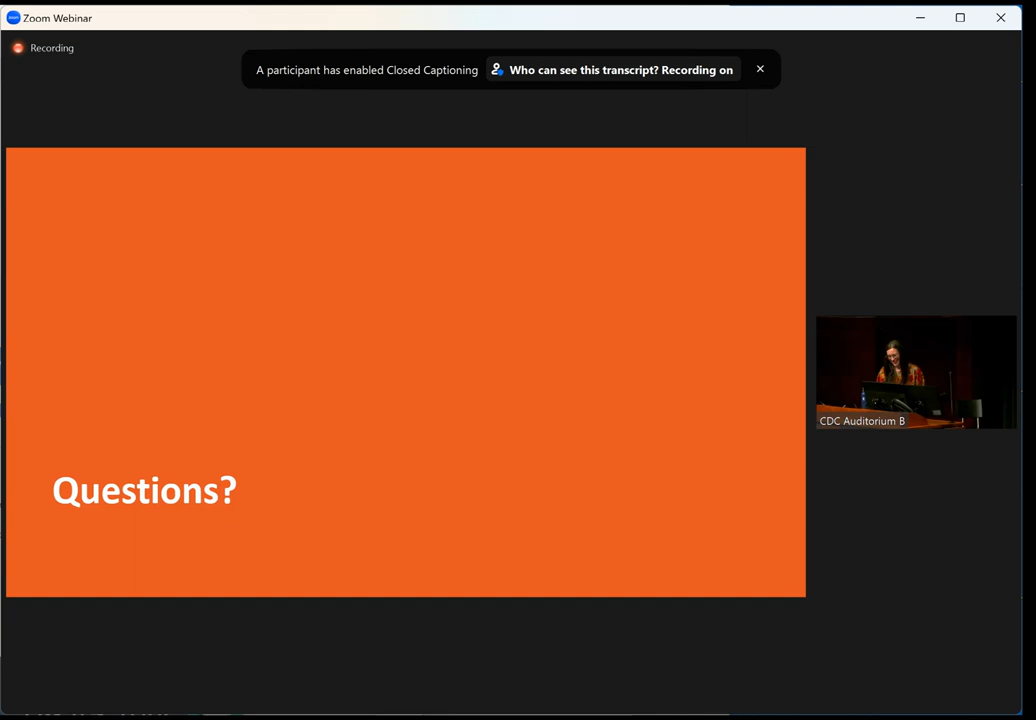 Zoom Webinar
Recording
A participant has enabled Closed Captioning Who can see this transcript? Recording on
Questions?
CDC Auditorium B